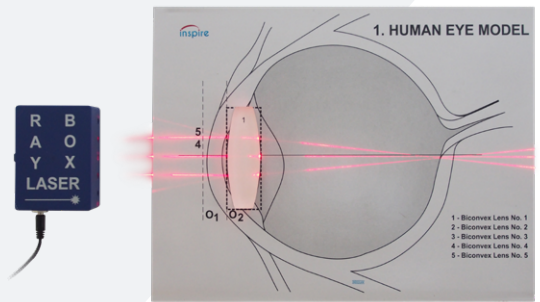 inspire
1. HUMAN EYE MODEL
R B
A O
Y X
LASER
1
5
4
O1 O2
1 - Biconvex Lens No. 1
2 - Biconvex Lens No. 2
3 - Biconvex Lens No. 3
4 - Biconvex Lens No. 4
5 - Biconvex Lens No. 5